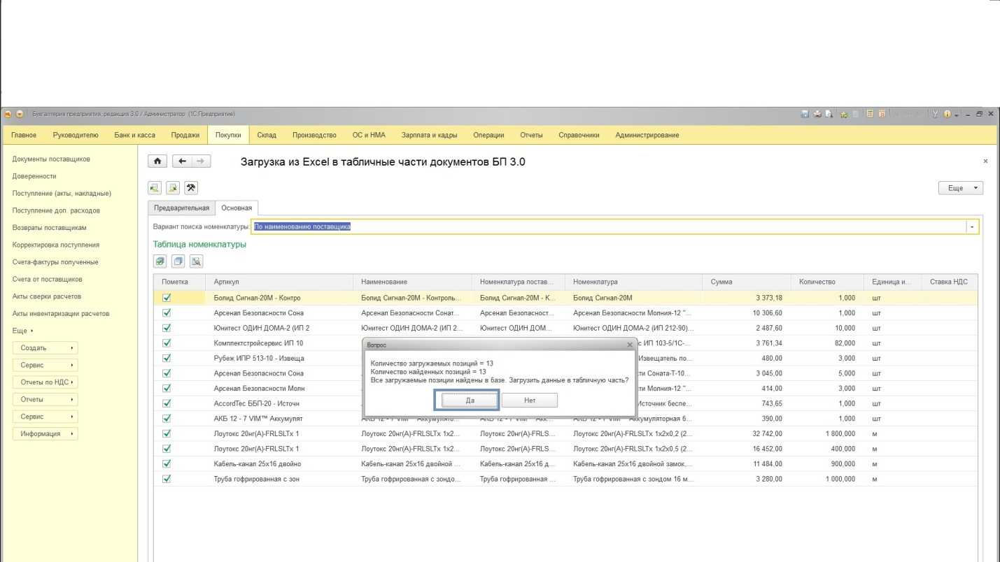 Бухгалтерия предприятия, редакция 3.0 / Администратор (1С:Предприятие)
Главное Руководителю Банк и касса Продажи Покупки Склад Производство ОС и НМА Зарплата и кадры Операции Отчеты Справочники Администрирование
Документы поставщиков
Доверенности
Поступление (акты, накладные)
Поступление доп. расходов
Возвраты поставщикам
Корректировка поступления
Счета-фактуры полученные
Счета от поставщиков
Акты сверки расчетов
Акты инвентаризации расчетов
Еще
Создать
Сервис
Отчеты по НДС
Отчеты
Сервис
Информация
Загрузка из Excel в табличные части документов БП 3.0
Еще
Предварительная Основная
Вариант поиска номенклатуры: По наименованию поставщика
Таблица номенклатуры
Пометка Артикул Наименование Номенклатура постав... Номенклатура Сумма Количество Единица и... Ставка НДС
Болид Сигнал-20М - Контро Болид Сигнал-20М - Контроль... Болид Сигнал-20М - К... Болид Сигнал-20М 3 373,18 1,000 шт
Арсенал Безопасности Сона Арсенал Безопасности Сонат... Арсенал Безопасност... Арсенал Безопасности Молния-12 "... 10 306,60 1,000 шт
Юнитест ОДИН ДОМА-2 (ИП 2 Юнитест ОДИН ДОМА-2 (ИП 2... Юнитест ОДИН ДОМ... Юнитест ОДИН ДОМА-2 (ИП 212-90)... 2 487,60 10,000 шт
Комплектстройсервис ИП 10 с ИП 103-5/1С-... 3 761,34 82,000 шт
Рубеж ИПР 513-10 - Извеща Извещатель по... 480,00 3,000 шт
Арсенал Безопасности Сона ти Соната-Т-10... 3 045,00 5,000 шт
Арсенал Безопасности Молн ти Молния-12 "... 414,00 3,000 шт
AccordTec ББП-20 - Источн Источник беспе... 743,65 1,000 шт
АКБ 12 - 7 VIM™ Аккумулят АКБ 12 - 7 VIM™ Аккумулято... АКБ 12 - 7 VIM™ Акк... АКБ 12 - 7 VIM™ Аккумуляторная б... 390,00 1,000 шт
Лоутокс 20нг(А)-FRLSLTx 1 Лоутокс 20нг(А)-FRLSLTx 1x2... Лоутокс 20нг(А)-FRLS... Лоутокс 20нг(А)-FRLSLTx 1x2x0,2 (2... 32 742,00 1 800,000 м
Лоутокс 20нг(А)-FRLSLTx 1 Лоутокс 20нг(А)-FRLSLTx 1x2... Лоутокс 20нг(А)-FRLS... Лоутокс 20нг(А)-FRLSLTx 1x2x0,5 (2... 16 452,00 400,000 м
Кабель-канал 25x16 двойно Кабель-канал 25x16 двойной ... Кабель-канал 25x16 д... Кабель-канал 25x16 двойной замок,... 11 484,00 900,000 м
Труба гофрированная с зон Труба гофрированная с зондо... Труба гофрированная ... Труба гофрированная с зондом 16 м... 3 280,00 1 000,000 м
Вопрос
Количество загружаемых позиций = 13
Количество найденных позиций = 13
Все загружаемые позиции найдены в базе. Загрузить данные в табличную часть?
Да Нет